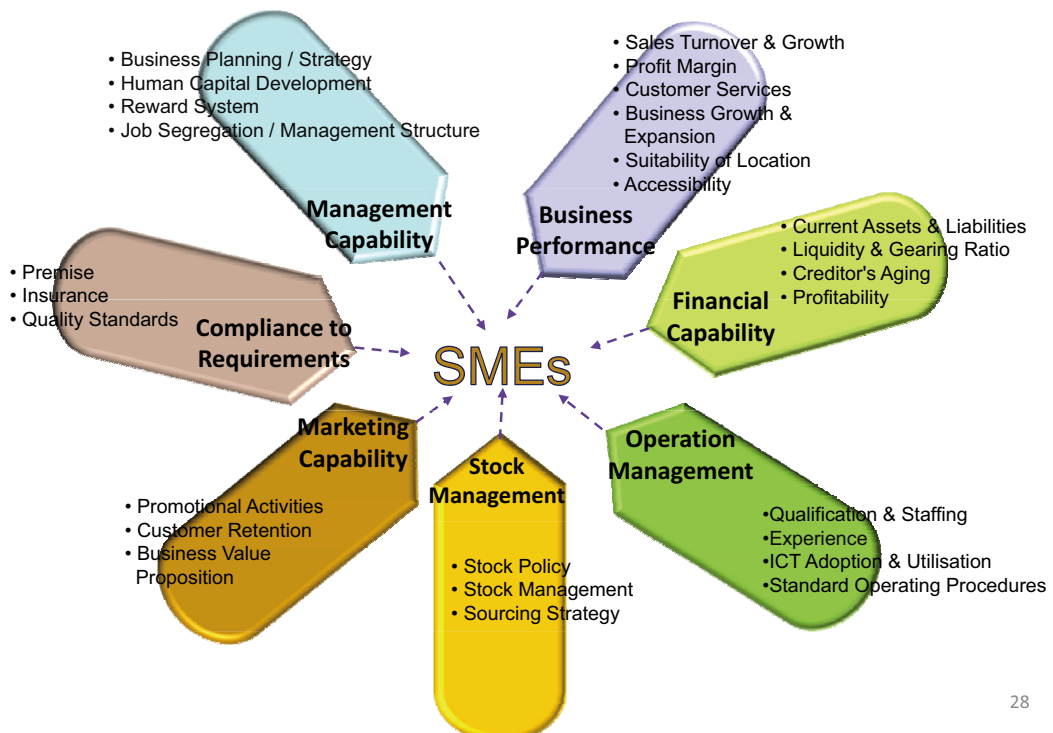 • Business Planning / Strategy
• Human Capital Development
• Reward System
• Job Segregation / Management Structure
Management
Capability
• Sales Turnover & Growth
• Profit Margin
• Customer Services
• Business Growth &
Expansion
• Suitability of Location
• Accessibility
Business
Performance
• Premise
• Insurance
• Quality Standards
Compliance to
Requirements
• Current Assets & Liabilities
• Liquidity & Gearing Ratio
• Creditor's Aging
• Profitability
Financial
Capability
SMEs
Marketing
Capability
• Promotional Activities
• Customer Retention
• Business Value
Proposition
Stock
Management
• Stock Policy
• Stock Management
• Sourcing Strategy
Operation
Management
•Qualification & Staffing
•Experience
•ICT Adoption & Utilisation
•Standard Operating Procedures
28